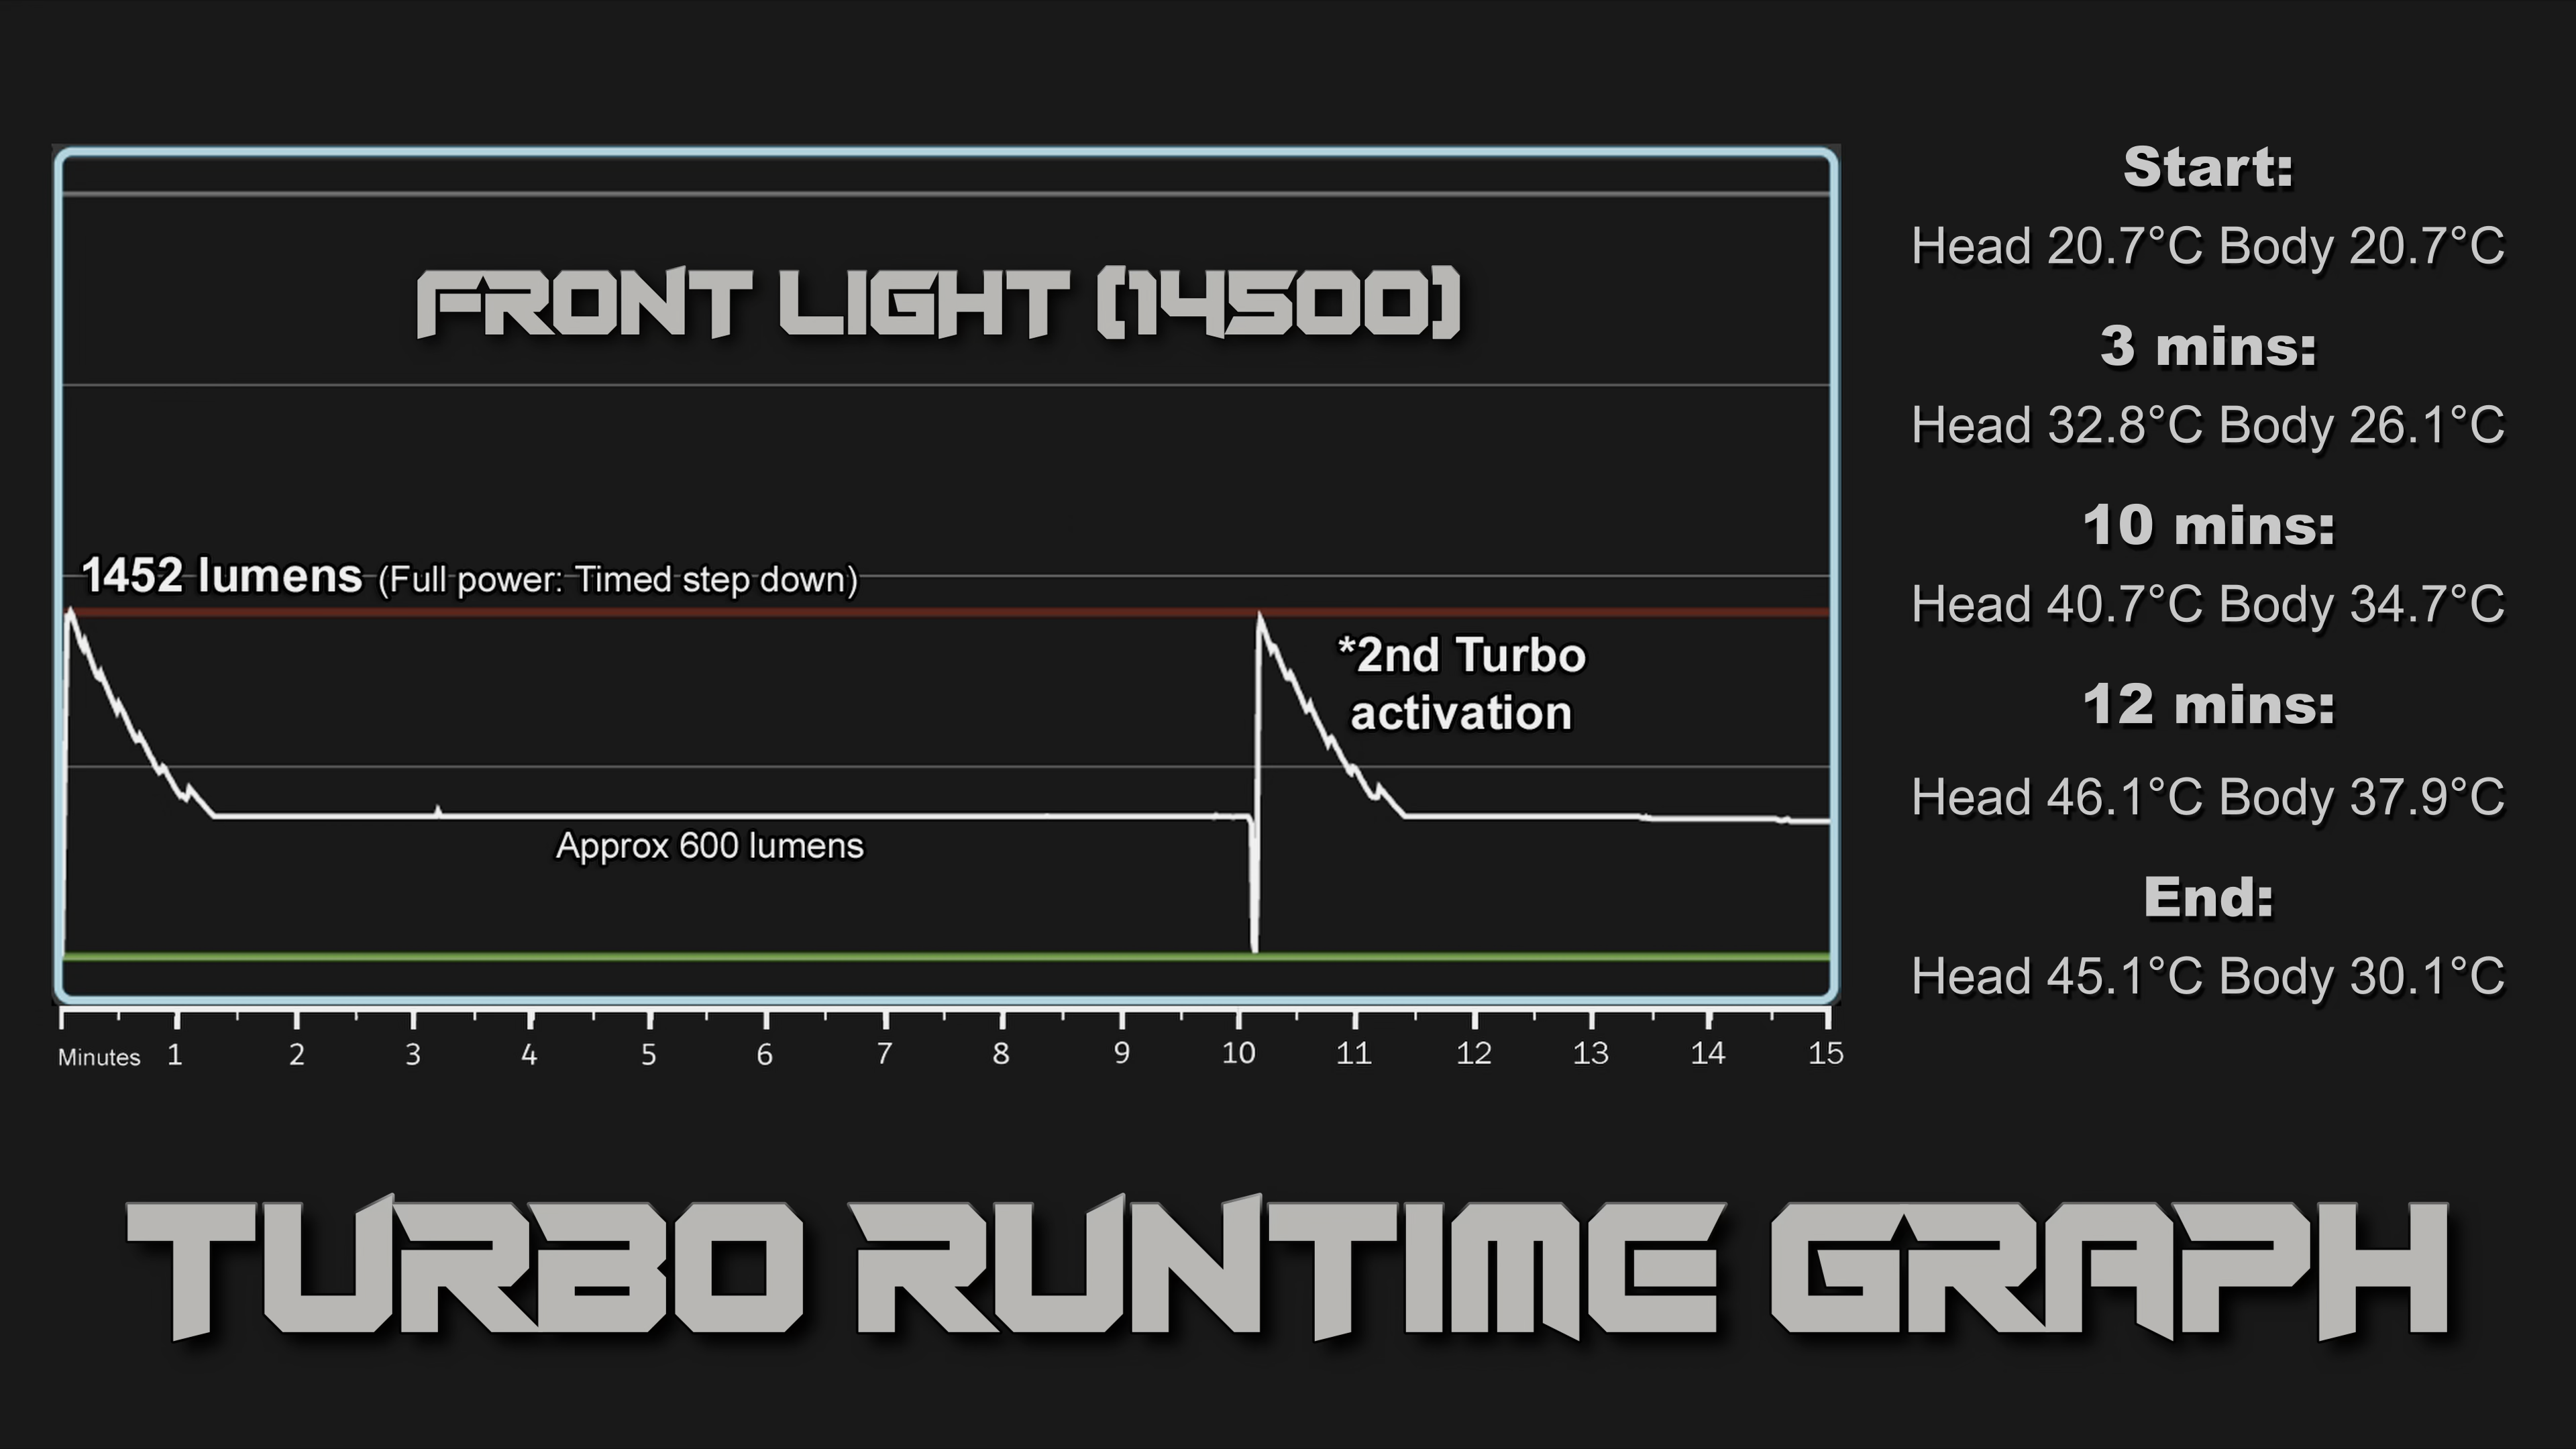 FRONT LIGHT (14500)
1452 lumens (Full power: Timed step down)
*2nd Turbo
activation
Approx 600 lumens
Minutes 1 2 3 4 5 6 7 8 9 10 11 12 13 14 15
Start:
Head 20.7°C Body 20.7°C
3 mins:
Head 32.8°C Body 26.1°C
10 mins:
Head 40.7°C Body 34.7°C
12 mins:
Head 46.1°C Body 37.9°C
End:
Head 45.1°C Body 30.1°C
TURBO RUNTIME GRAPH